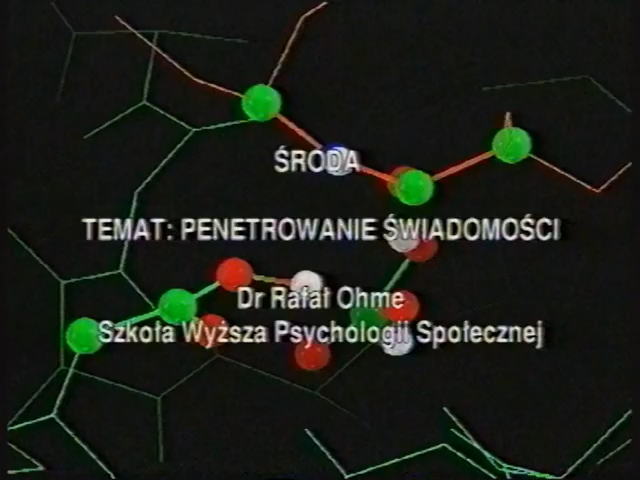 ŚRODA
TEMAT: PENETROWANIE ŚWIADOMOŚCI
Dr Rafał Ohme
Szkoła Wyższa Psychologii Społecznej